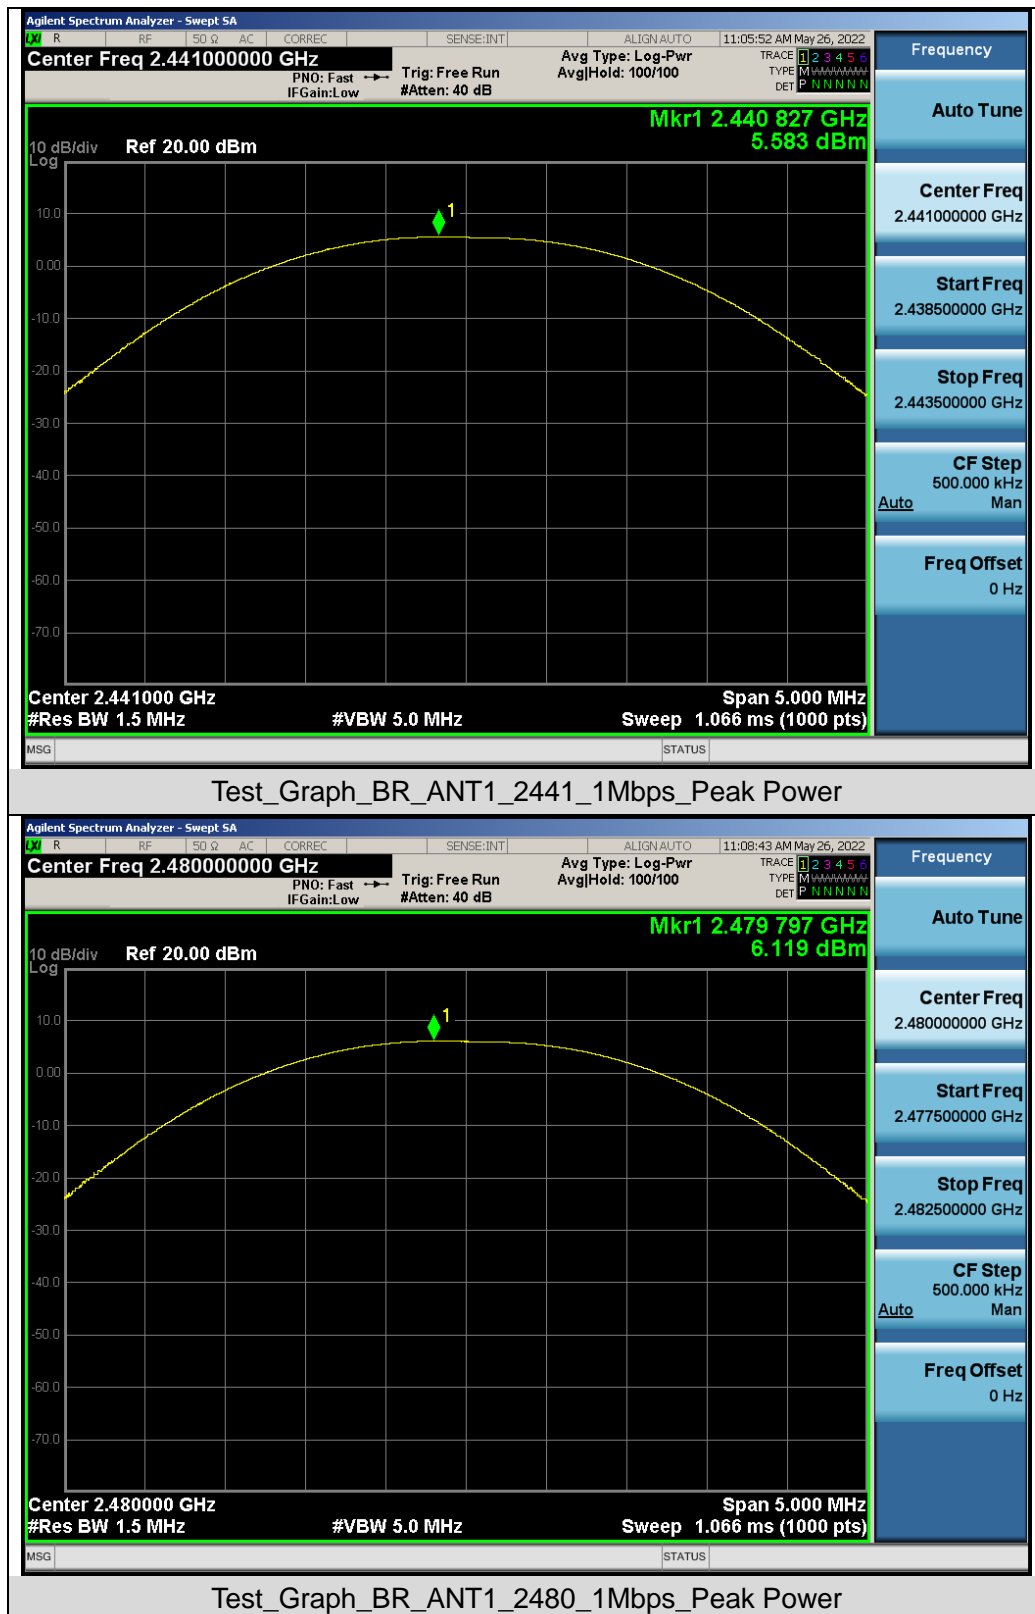 Agilent Spectrum Analyzer - Swept SA
LXI R RF 50 Ω AC CORREC SENSE:INT ALIGN AUTO 11:05:52 AM May 26, 2022
Center Freq 2.441000000 GHz
PNO: Fast
IFGain:Low
Trig: Free Run
#Atten: 40 dB
Avg Type: Log-Pwr
Avg|Hold: 100/100
TRACE 1 2 3 4 5 6
TYPE M
DET P N N N N N
Mkr1 2.440 827 GHz
5.583 dBm
10 dB/div Ref 20.00 dBm
Log
10.0
0.00
-10.0
-20.0
-30.0
-40.0
-50.0
-60.0
-70.0
1
Center 2.441000 GHz Span 5.000 MHz
#Res BW 1.5 MHz #VBW 5.0 MHz Sweep 1.066 ms (1000 pts)
MSG STATUS
Frequency
Auto Tune
Center Freq
2.441000000 GHz
Start Freq
2.438500000 GHz
Stop Freq
2.443500000 GHz
CF Step
500.000 kHz
Auto Man
Freq Offset
0 Hz
Test_Graph_BR_ANT1_2441_1Mbps_Peak Power
Agilent Spectrum Analyzer - Swept SA
LXI R RF 50 Ω AC CORREC SENSE:INT ALIGN AUTO 11:08:43 AM May 26, 2022
Center Freq 2.480000000 GHz
PNO: Fast
IFGain:Low
Trig: Free Run
#Atten: 40 dB
Avg Type: Log-Pwr
Avg|Hold: 100/100
TRACE 1 2 3 4 5 6
TYPE M
DET P N N N N N
Mkr1 2.479 797 GHz
6.119 dBm
10 dB/div Ref 20.00 dBm
Log
10.0
0.00
-10.0
-20.0
-30.0
-40.0
-50.0
-60.0
-70.0
1
Center 2.480000 GHz Span 5.000 MHz
#Res BW 1.5 MHz #VBW 5.0 MHz Sweep 1.066 ms (1000 pts)
MSG STATUS
Frequency
Auto Tune
Center Freq
2.480000000 GHz
Start Freq
2.477500000 GHz
Stop Freq
2.482500000 GHz
CF Step
500.000 kHz
Auto Man
Freq Offset
0 Hz
Test_Graph_BR_ANT1_2480_1Mbps_Peak Power